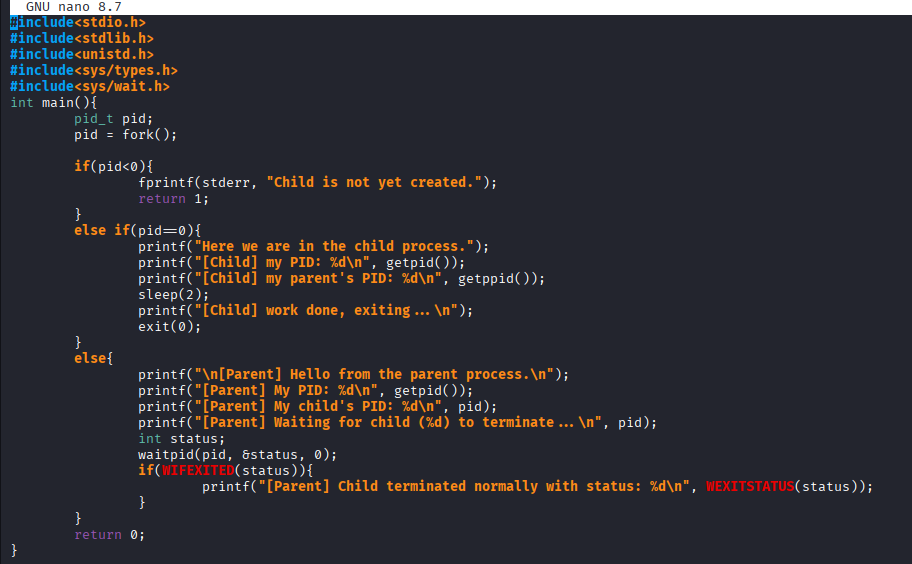 GNU nano 8.7
#include<stdio.h>
#include<stdlib.h>
#include<unistd.h>
#include<sys/types.h>
#include<sys/wait.h>
int main(){
        pid_t pid;
        pid = fork();

        if(pid<0){
                fprintf(stderr, "Child is not yet created.");
                return 1;
        }
        else if(pid==0){
                printf("Here we are in the child process.");
                printf("[Child] my PID: %d\n", getpid());
                printf("[Child] my parent's PID: %d\n", getppid());
                sleep(2);
                printf("[Child] work done, exiting...\n");
                exit(0);
        }
        else{
                printf("\n[Parent] Hello from the parent process.\n");
                printf("[Parent] My PID: %d\n", getpid());
                printf("[Parent] My child's PID: %d\n", pid);
                printf("[Parent] Waiting for child (%d) to terminate...\n", pid);
                int status;
                waitpid(pid, &status, 0);
                if(WIFEXITED(status)){
                        printf("[Parent] Child terminated normally with status: %d\n", WEXITSTATUS(status));
                }
        }
        return 0;
}